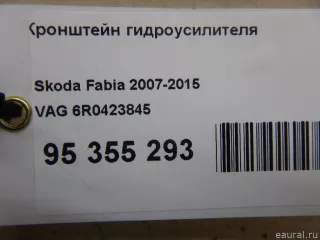 Кронштейн гидроусилителя
Skoda Fabia 2007-2015
VAG 6R0423845
95 355 293
eaural.ru